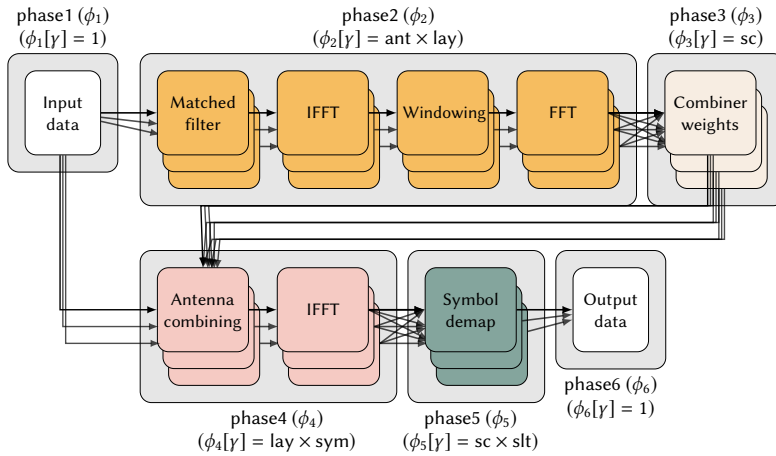 phase1 (ϕ1)
(ϕ1[γ] = 1)
phase2 (ϕ2)
(ϕ2[γ] = ant × lay)
phase3 (ϕ3)
(ϕ3[γ] = sc)
Input
data
Matched
filter
IFFT
Windowing
FFT
Combiner
weights
Antenna
combining
IFFT
Symbol
demap
Output
data
phase4 (ϕ4)
(ϕ4[γ] = lay × sym)
phase5 (ϕ5)
(ϕ5[γ] = sc × slt)
phase6 (ϕ6)
(ϕ6[γ] = 1)